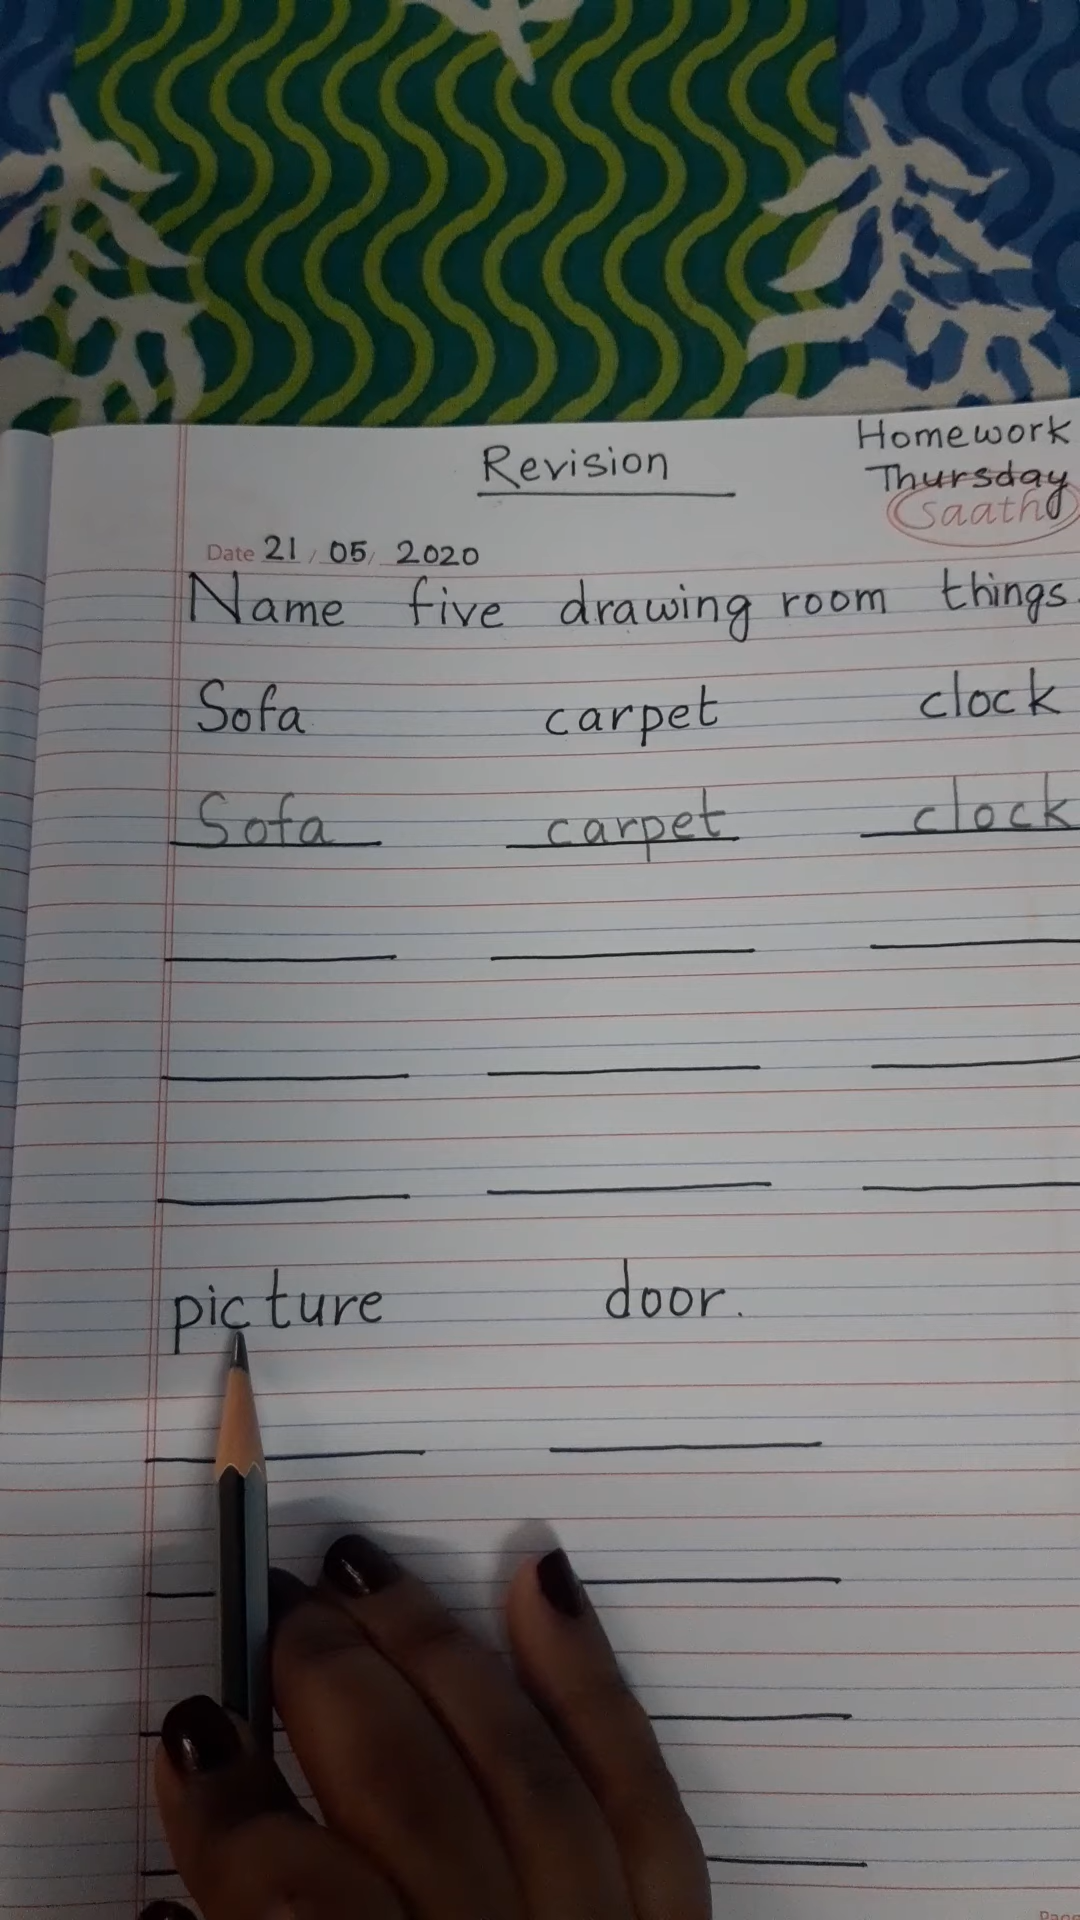 Homework
Revision
Thursday
saathi
Date 21/05/2020
Name five drawing room things.
Sofa carpet clock
Sofa carpet clock
picture door.